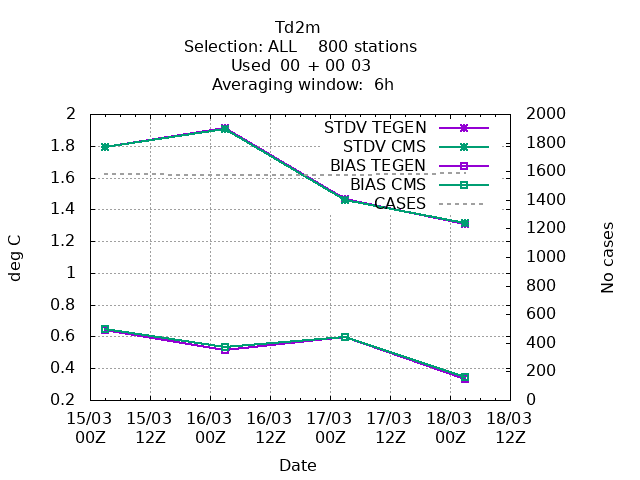 Td2m
Selection: ALL    800 stations
Used  00 + 00 03
Averaging window:  6h
STDV TEGEN
STDV CMS
BIAS TEGEN
BIAS CMS
CASES
2
1.8
1.6
1.4
1.2
1
0.8
0.6
0.4
0.2
deg C
2000
1800
1600
1400
1200
1000
800
600
400
200
0
No cases
15/03 15/03 16/03 16/03 17/03 17/03 18/03 18/03
00Z 12Z 00Z 12Z 00Z 12Z 00Z 12Z
Date